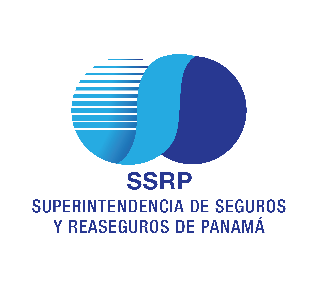 SSRP
SUPERINTENDENCIA DE SEGUROS
Y REASEGUROS DE PANAMÁ